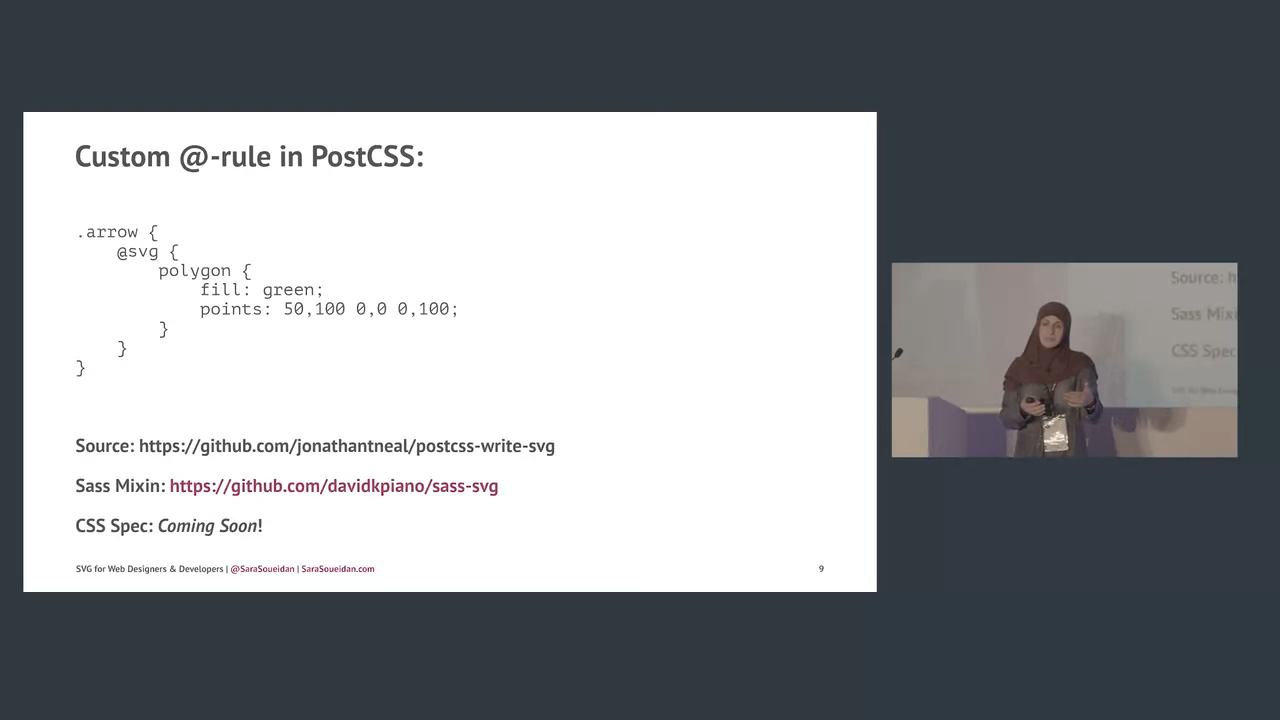 Custom @-rule in PostCSS:
.arrow {
    @svg {
        polygon {
            fill: green;
            points: 50,100 0,0 0,100;
        }
    }
}
Source: https://github.com/jonathantneal/postcss-write-svg
Sass Mixin: https://github.com/davidkpiano/sass-svg
CSS Spec: Coming Soon!
SVG for Web Designers & Developers | @SaraSoueidan | SaraSoueidan.com
9
Source: h
Sass Mixi
CSS Spec